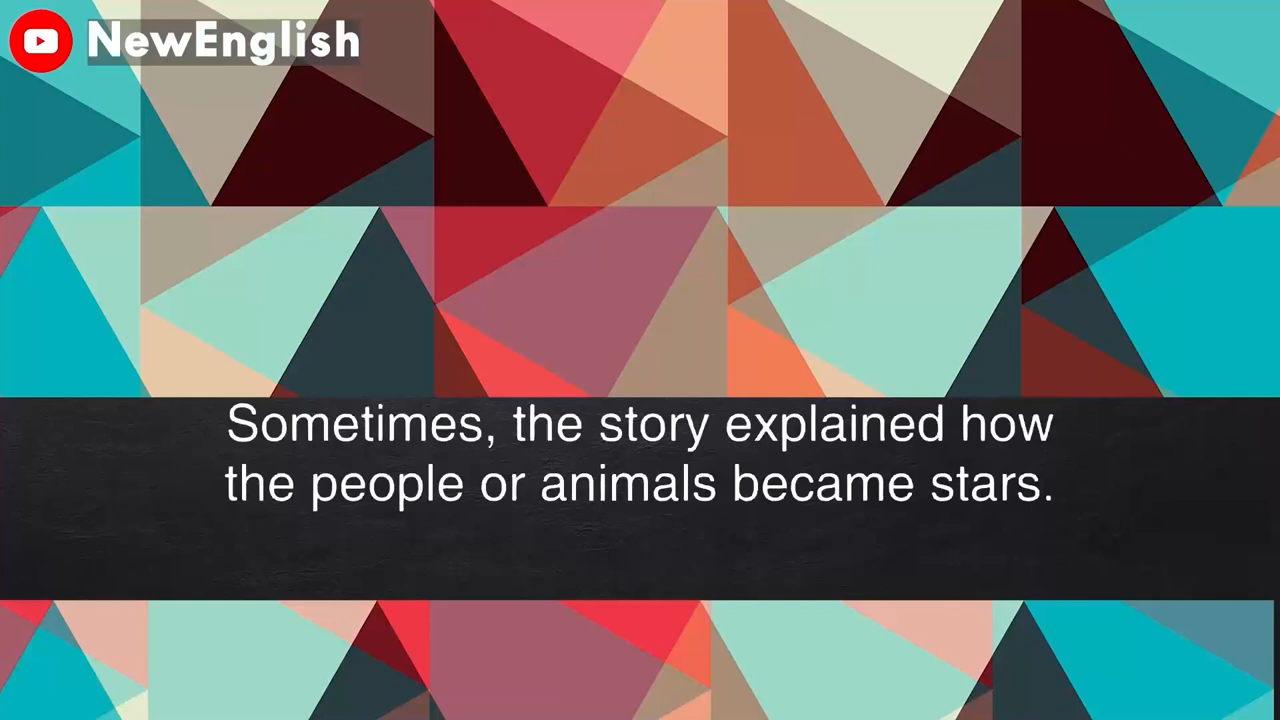 NewEnglish
Sometimes, the story explained how
the people or animals became stars.